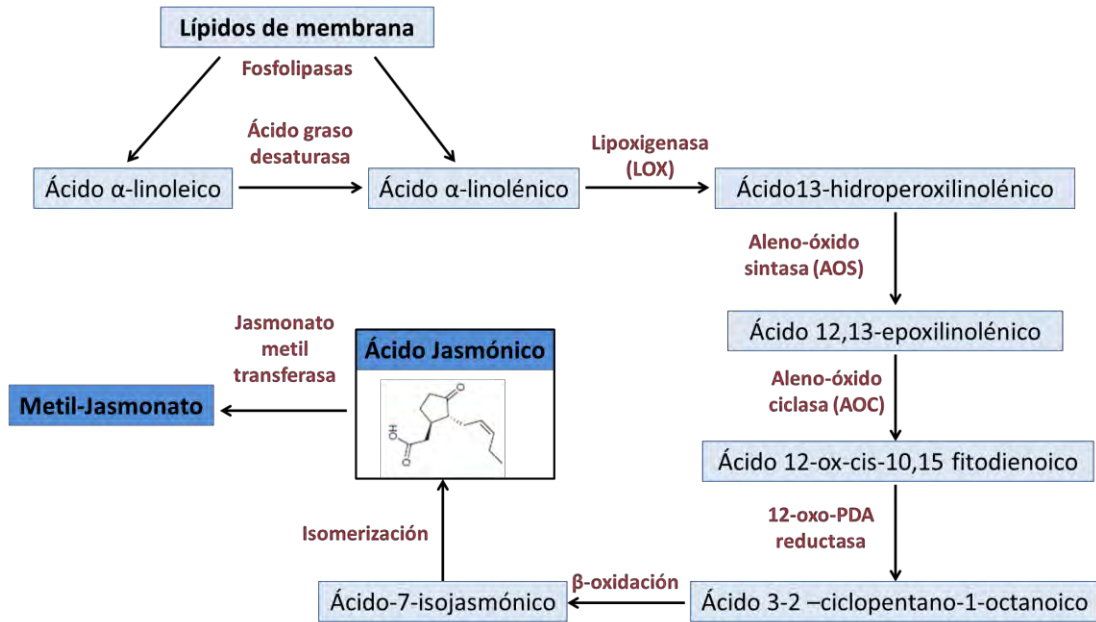 Lípidos de membrana
Fosfolipasas
Ácido graso
desaturasa
Lipoxigenasa
(LOX)
Ácido α-linoleico
Ácido α-linolénico
Ácido13-hidroperoxilinolénico
Aleno-óxido
sintasa (AOS)
Ácido 12,13-epoxilinolénico
Aleno-óxido
ciclasa (AOC)
Ácido 12-ox-cis-10,15 fitodienoico
12-oxo-PDA
reductasa
Ácido 3-2 –ciclopentano-1-octanoico
β-oxidación
Ácido-7-isojasmónico
Isomerización
Ácido Jasmónico
O
OH
O
Jasmonato
metil
transferasa
Metil-Jasmonato